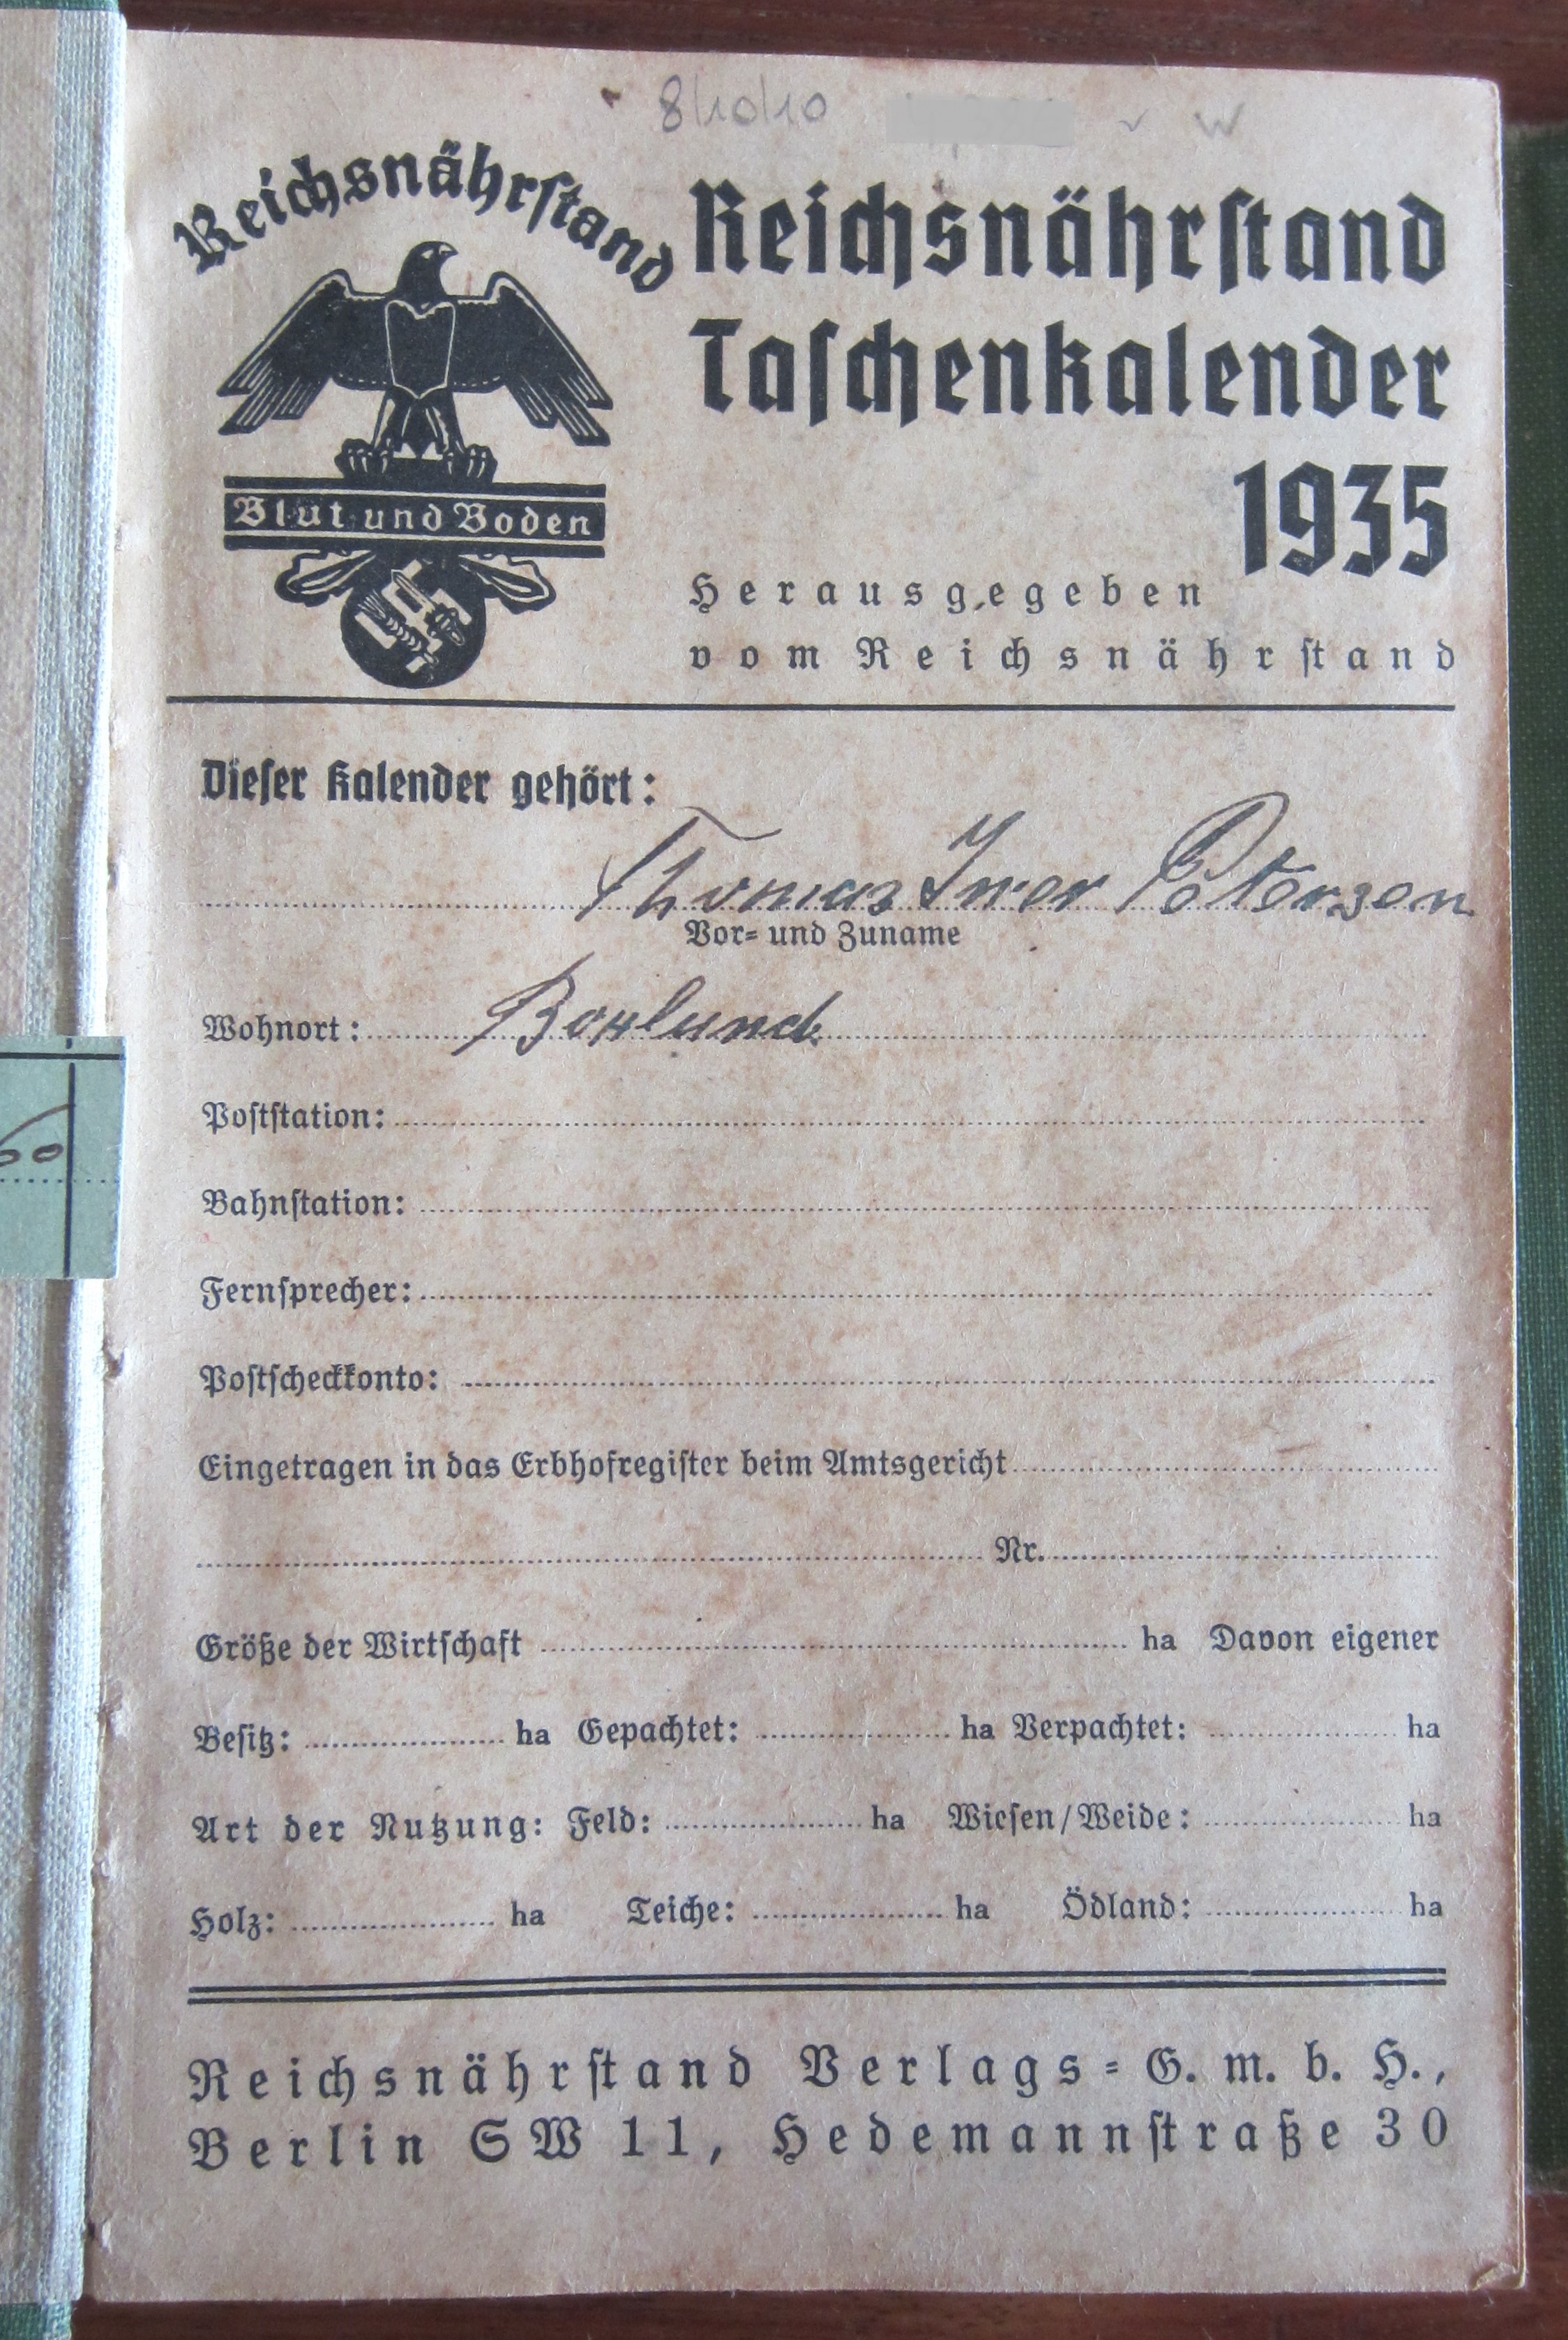 8/10/10 v W
Reichsnährstand
Blut und Boden
Reichsnährstand
Taschenkalender
1935
Herausgegeben
vom Reichsnährstand
Dieser Kalender gehört:
Thomas Iwer Petersen
Vor- und Zuname
Wohnort: Boxlund
Poststation:
Bahnstation:
Fernsprecher:
Postscheckkonto:
Eingetragen in das Erbhofregister beim Amtsgericht
Nr.
Größe der Wirtschaft ha Davon eigener
Besitz: ha Gepachtet: ha Verpachtet: ha
Art der Nutzung: Feld: ha Wiesen/Weide: ha
Holz: ha Teiche: ha Ödland: ha
Reichsnährstand Verlags-G. m. b. H.,
Berlin SW 11, Hedemannstraße 30